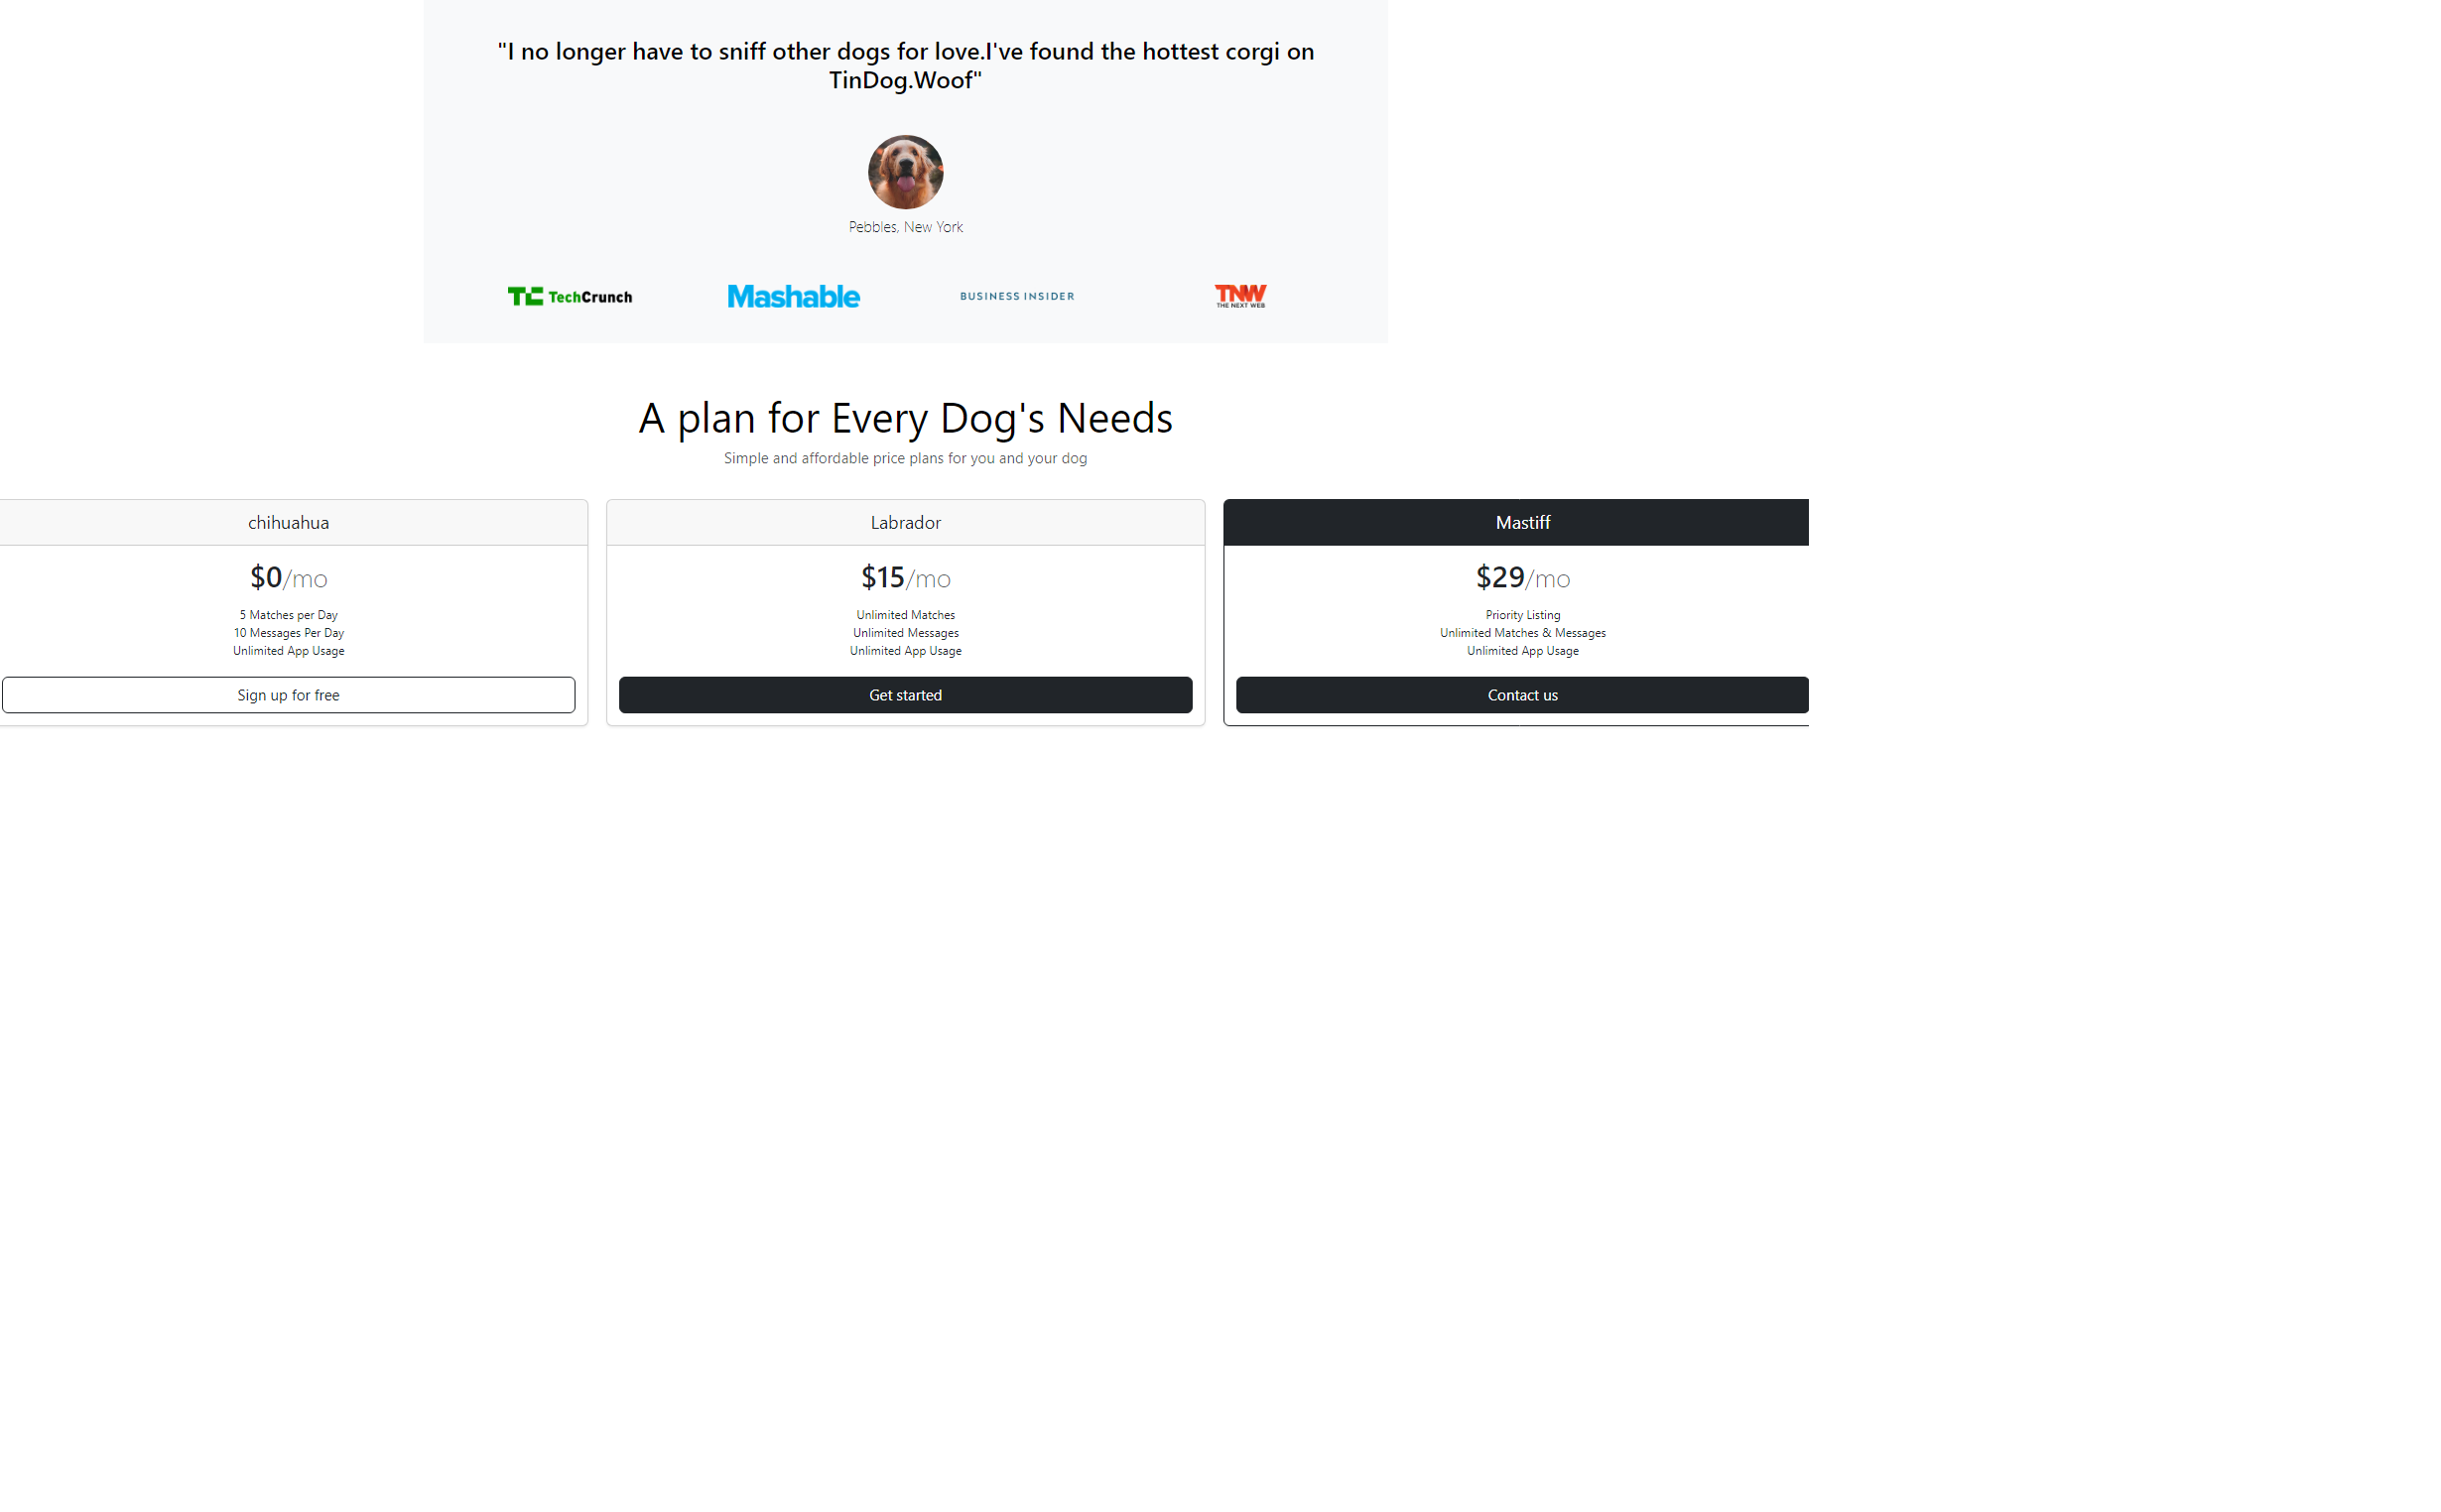 "I no longer have to sniff other dogs for love.I've found the hottest corgi on
TinDog.Woof"
Pebbles, New York
TC TechCrunch
Mashable
BUSINESS INSIDER
TNW
THE NEXT WEB
A plan for Every Dog's Needs
Simple and affordable price plans for you and your dog
chihuahua
$0/mo
5 Matches per Day
10 Messages Per Day
Unlimited App Usage
Sign up for free
Labrador
$15/mo
Unlimited Matches
Unlimited Messages
Unlimited App Usage
Get started
Mastiff
$29/mo
Priority Listing
Unlimited Matches & Messages
Unlimited App Usage
Contact us